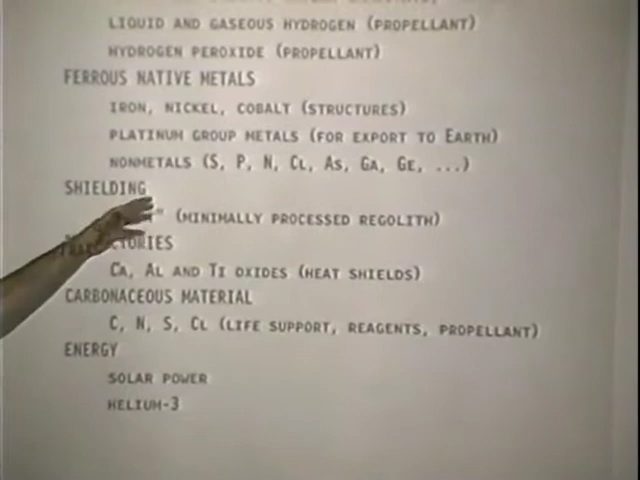 LIQUID AND GASEOUS HYDROGEN (PROPELLANT)
HYDROGEN PEROXIDE (PROPELLANT)
FERROUS NATIVE METALS
IRON, NICKEL, COBALT (STRUCTURES)
PLATINUM GROUP METALS (FOR EXPORT TO EARTH)
NONMETALS (S, P, N, CL, AS, GA, GE, ...)
SHIELDING
(MINIMALLY PROCESSED REGOLITH)
CA, AL AND TI OXIDES (HEAT SHIELDS)
CARBONACEOUS MATERIAL
C, N, S, CL (LIFE SUPPORT, REAGENTS, PROPELLANT)
ENERGY
SOLAR POWER
HELIUM-3